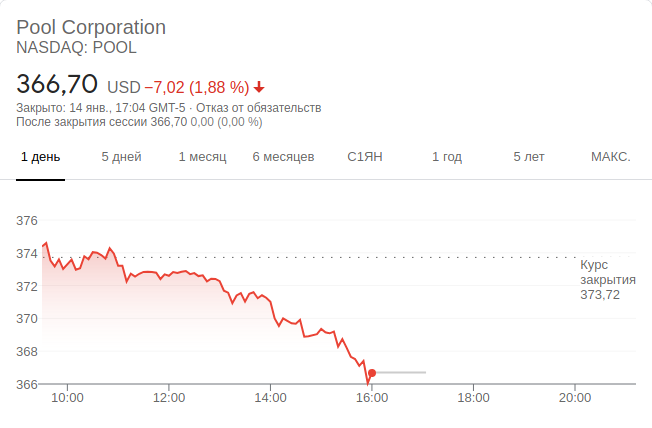 Pool Corporation
NASDAQ: POOL
366,70 USD −7,02 (1,88 %)
Закрыто: 14 янв., 17:04 GMT-5 · Отказ от обязательств
После закрытия сессии 366,70 0,00 (0,00 %)
1 день 5 дней 1 месяц 6 месяцев С1ЯН 1 год 5 лет МАКС.
376
374
Курс
закрытия
373,72
372
370
368
366
10:00 12:00 14:00 16:00 18:00 20:00